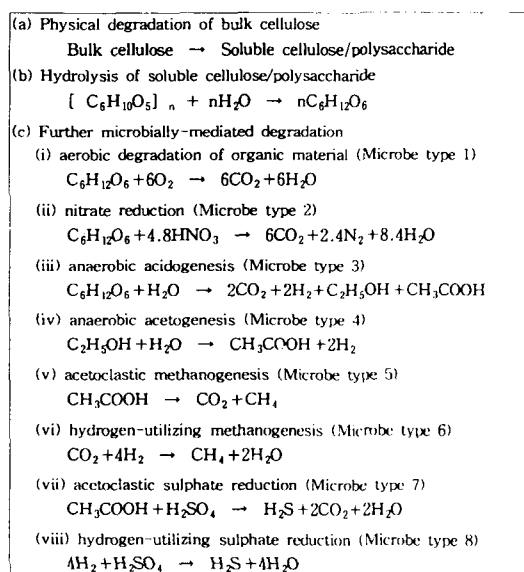 (a) Physical degradation of bulk cellulose
Bulk cellulose → Soluble cellulose/polysaccharide
(b) Hydrolysis of soluble cellulose/polysaccharide
[ C₆H₁₀O₅] ₙ + nH₂O → nC₆H₁₂O₆
(c) Further microbially-mediated degradation
(i) aerobic degradation of organic material (Microbe type 1)
C₆H₁₂O₆+6O₂ → 6CO₂+6H₂O
(ii) nitrate reduction (Microbe type 2)
C₆H₁₂O₆+4.8HNO₃ → 6CO₂+2.4N₂+8.4H₂O
(iii) anaerobic acidogenesis (Microbe type 3)
C₆H₁₂O₆+H₂O → 2CO₂+2H₂+C₂H₅OH+CH₃COOH
(iv) anaerobic acetogenesis (Microbe type 4)
C₂H₅OH+H₂O → CH₃COOH+2H₂
(v) acetoclastic methanogenesis (Microbe type 5)
CH₃COOH → CO₂+CH₄
(vi) hydrogen-utilizing methanogenesis (Microbe type 6)
CO₂+4H₂ → CH₄+2H₂O
(vii) acetoclastic sulphate reduction (Microbe type 7)
CH₃COOH+H₂SO₄ → H₂S+2CO₂+2H₂O
(viii) hydrogen-utilizing sulphate reduction (Microbe type 8)
4H₂+H₂SO₄ → H₂S+4H₂O